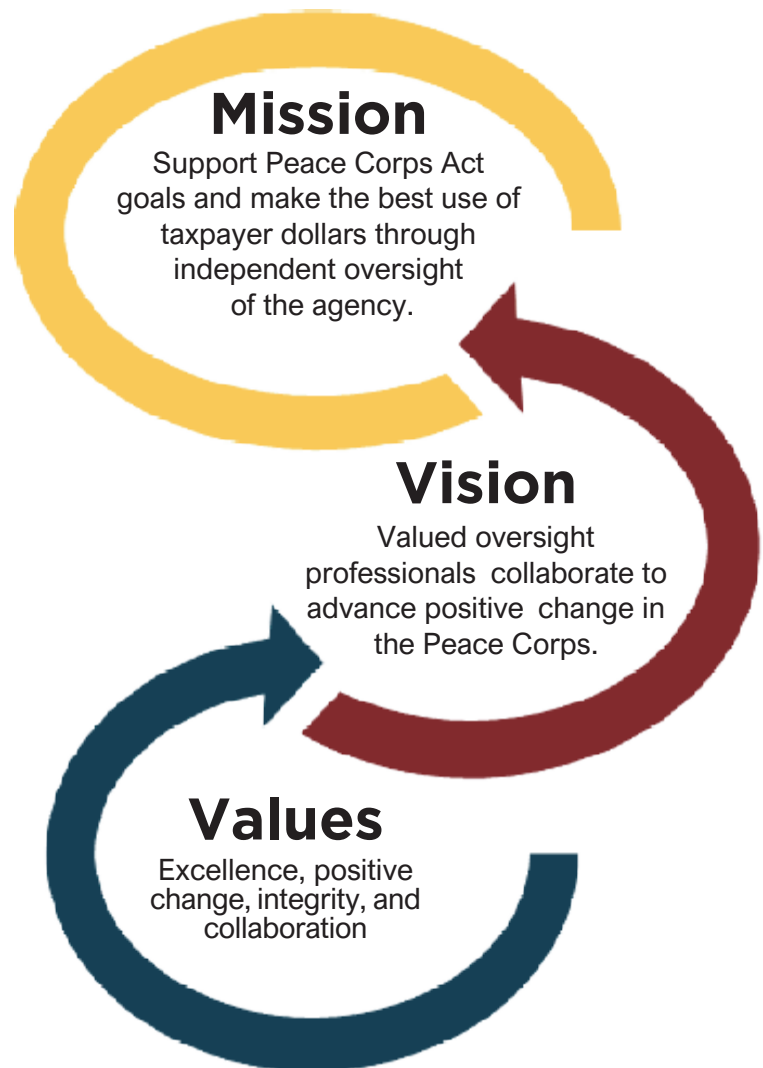 Mission
Support Peace Corps Act
goals and make the best use of
taxpayer dollars through
independent oversight
of the agency.
Vision
Valued oversight
professionals collaborate to
advance positive change in
the Peace Corps.
Values
Excellence, positive
change, integrity, and
collaboration